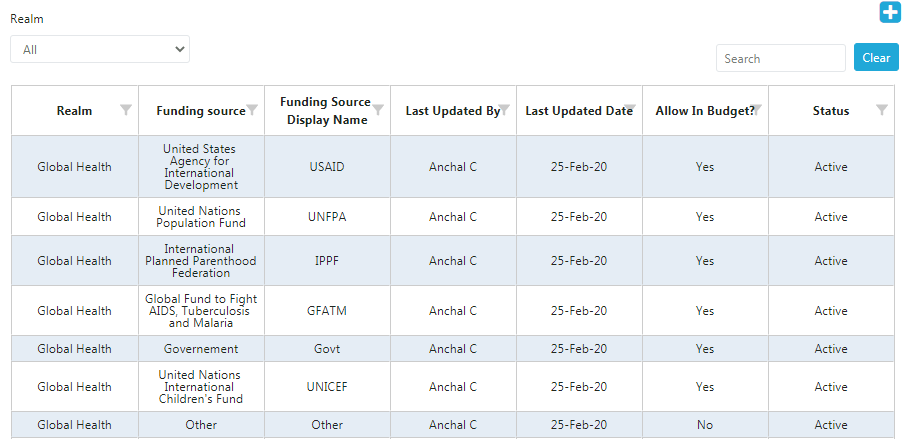 Realm
All
Search
Clear
Realm
Funding source
Funding Source
Display Name
Last Updated By
Last Updated Date
Allow In Budget?
Status
Global Health
United States
Agency for
International
Development
USAID
Anchal C
25-Feb-20
Yes
Active
Global Health
United Nations
Population Fund
UNFPA
Anchal C
25-Feb-20
Yes
Active
Global Health
International
Planned Parenthood
Federation
IPPF
Anchal C
25-Feb-20
Yes
Active
Global Health
Global Fund to Fight
AIDS, Tuberculosis
and Malaria
GFATM
Anchal C
25-Feb-20
Yes
Active
Global Health
Governement
Govt
Anchal C
25-Feb-20
Yes
Active
Global Health
United Nations
International
Children's Fund
UNICEF
Anchal C
25-Feb-20
Yes
Active
Global Health
Other
Other
Anchal C
25-Feb-20
No
Active